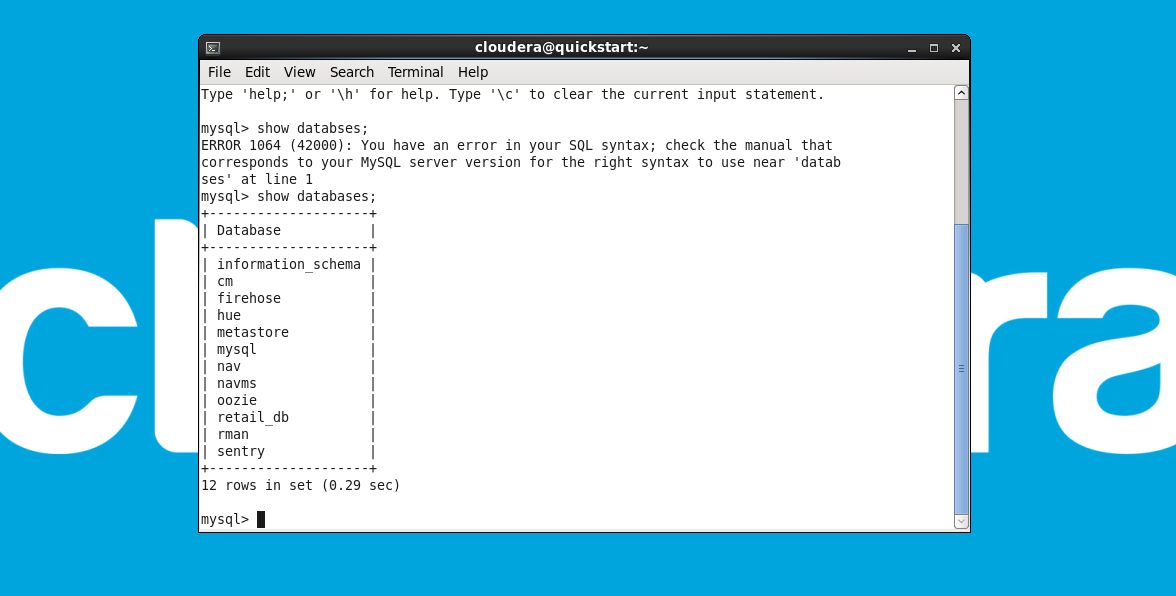 cloudera@quickstart:~
File Edit View Search Terminal Help
Type 'help;' or '\h' for help. Type '\c' to clear the current input statement.
mysql> show databses;
ERROR 1064 (42000): You have an error in your SQL syntax; check the manual that
corresponds to your MySQL server version for the right syntax to use near 'datab
ses' at line 1
mysql> show databases;
+--------------------+
| Database           |
+--------------------+
| information_schema |
| cm                 |
| firehose           |
| hue                |
| metastore          |
| mysql              |
| nav                |
| navms              |
| oozie              |
| retail_db          |
| rman               |
| sentry             |
+--------------------+
12 rows in set (0.29 sec)
mysql>
cl ra